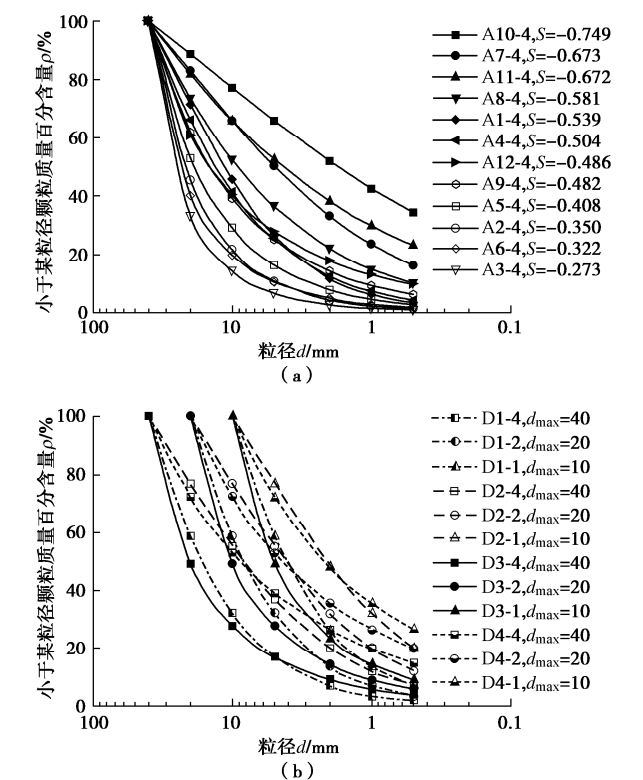 小于某粒径颗粒质量百分含量ρ/%
100
80
60
40
20
0
100
10
1
0.1
粒径d/mm
(a)
A10-4,S=-0.749
A7-4,S=-0.673
A11-4,S=-0.672
A8-4,S=-0.581
A1-4,S=-0.539
A4-4,S=-0.504
A12-4,S=-0.486
A9-4,S=-0.482
A5-4,S=-0.408
A2-4,S=-0.350
A6-4,S=-0.322
A3-4,S=-0.273
小于某粒径颗粒质量百分含量ρ/%
100
80
60
40
20
0
100
10
1
0.1
粒径d/mm
(b)
D1-4,dmax=40
D1-2,dmax=20
D1-1,dmax=10
D2-4,dmax=40
D2-2,dmax=20
D2-1,dmax=10
D3-4,dmax=40
D3-2,dmax=20
D3-1,dmax=10
D4-4,dmax=40
D4-2,dmax=20
D4-1,dmax=10